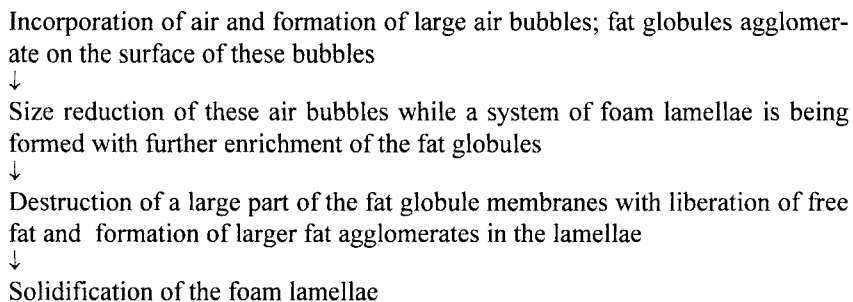 Incorporation of air and formation of large air bubbles; fat globules agglomer-
ate on the surface of these bubbles
↓
Size reduction of these air bubbles while a system of foam lamellae is being
formed with further enrichment of the fat globules
↓
Destruction of a large part of the fat globule membranes with liberation of free
fat and formation of larger fat agglomerates in the lamellae
↓
Solidification of the foam lamellae